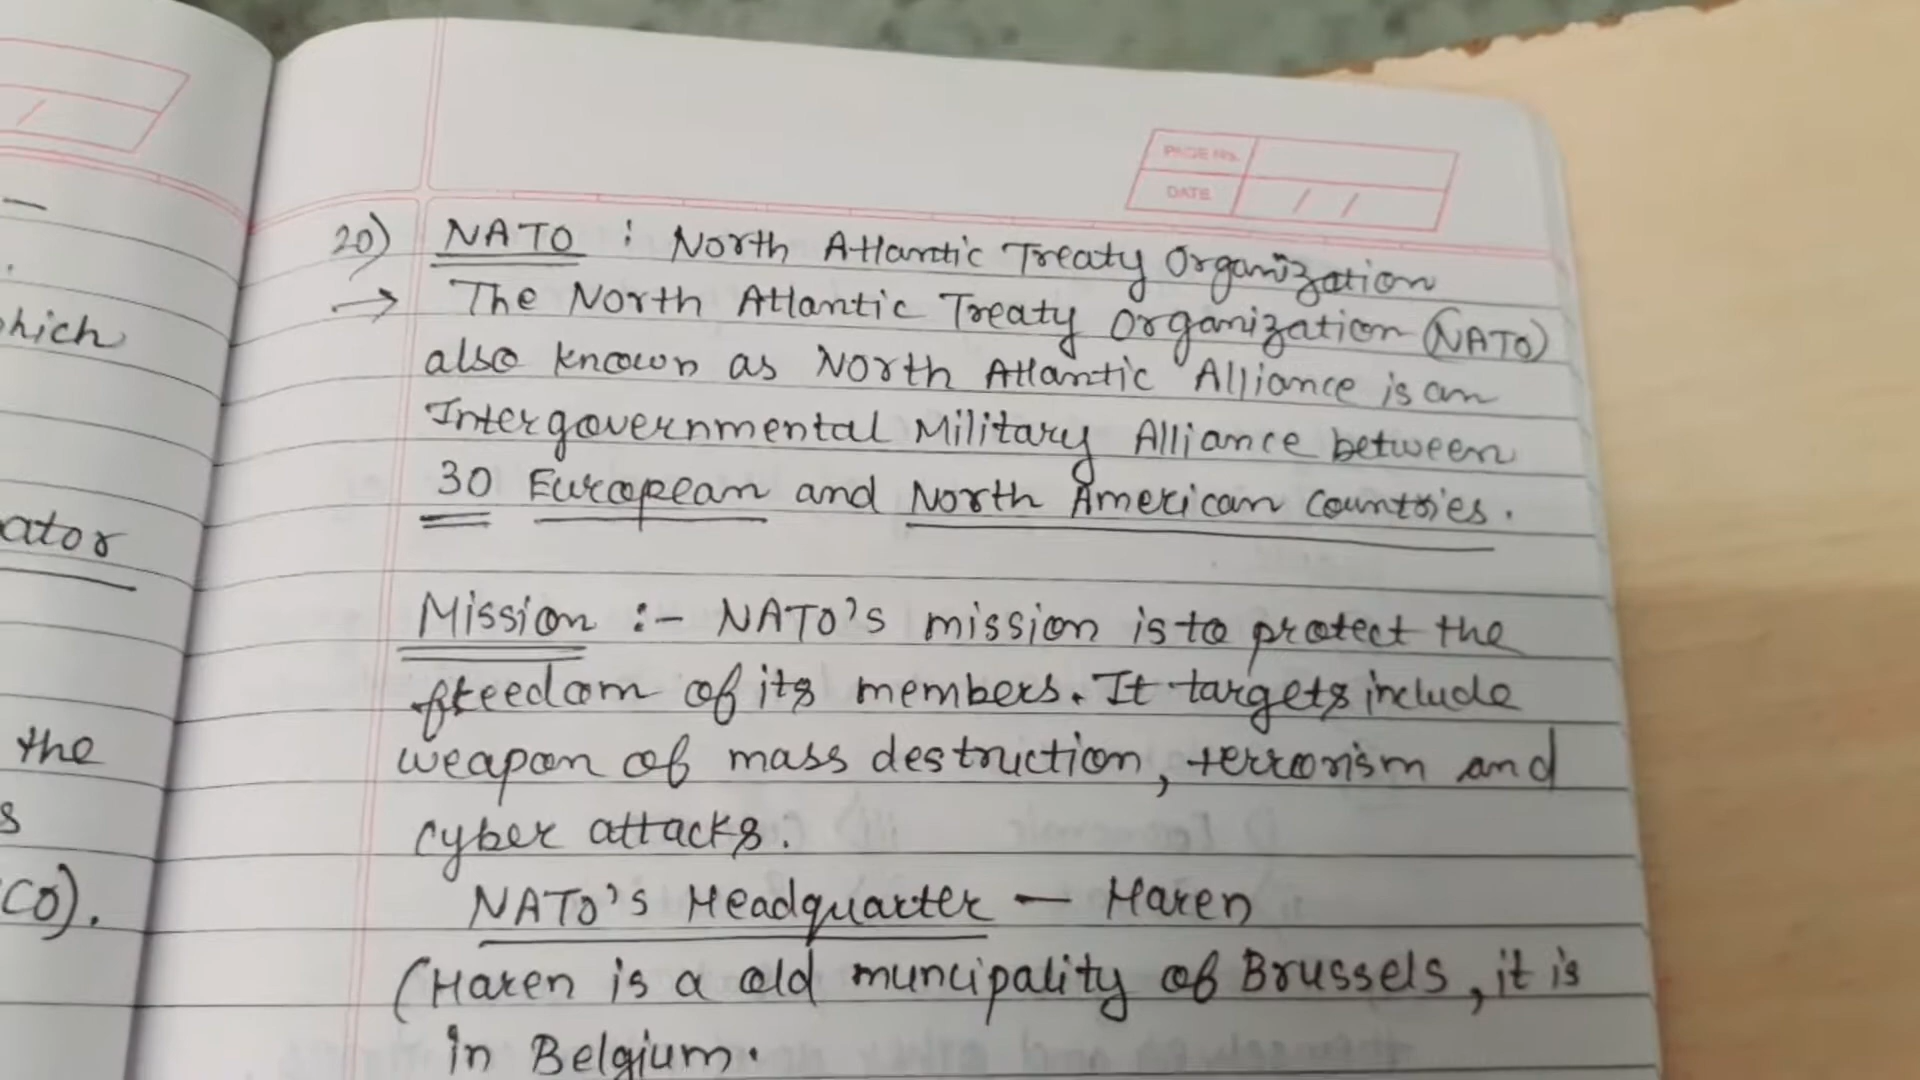 hich
ator
the
s
CO).
PAGE No.
DATE / /
20) NATO : North Atlantic Treaty Organization
→ The North Atlantic Treaty Organization (NATO)
also known as North Atlantic Alliance is an
Intergovernmental Military Alliance between
30 European and North American Countries.
Mission :- NATO's mission is to protect the
freedom of its members. It targets include
weapon of mass destruction, terrorism and
cyber attacks.
NATO's Headquarter — Haren
(Haren is a old muncipality of Brussels, it is
in Belgium.